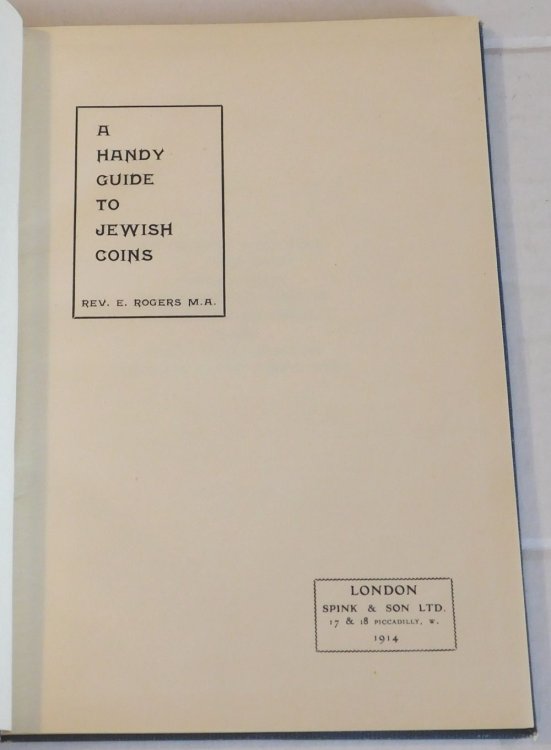 A
HANDY
GUIDE
TO
JEWISH
COINS
REV. E. ROGERS M.A.
LONDON
SPINK & SON LTD.
17 & 18 PICCADILLY, W.
1914